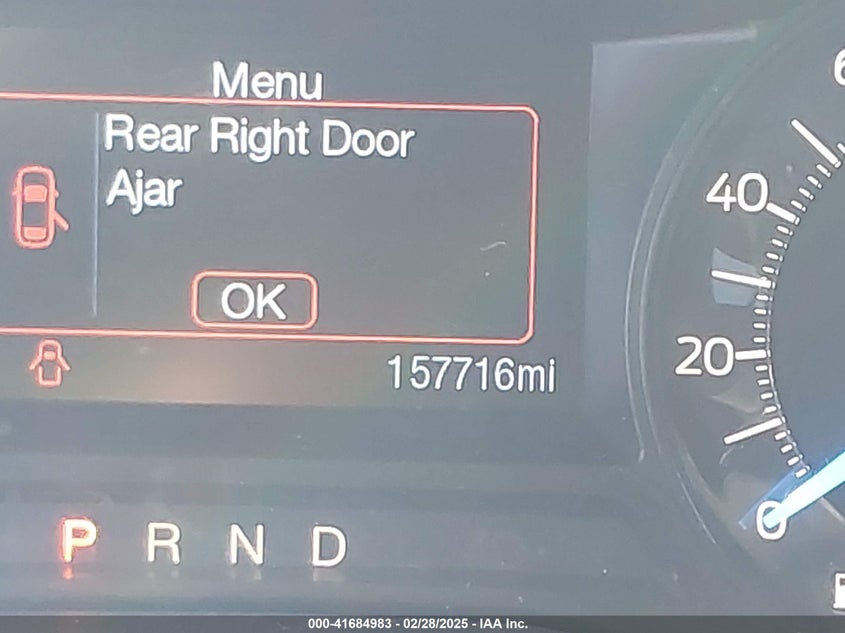 Menu
Rear Right Door
Ajar
OK
157716mi
40
20
0
P R N D
000-41684983 - 02/28/2025 - IAA Inc.